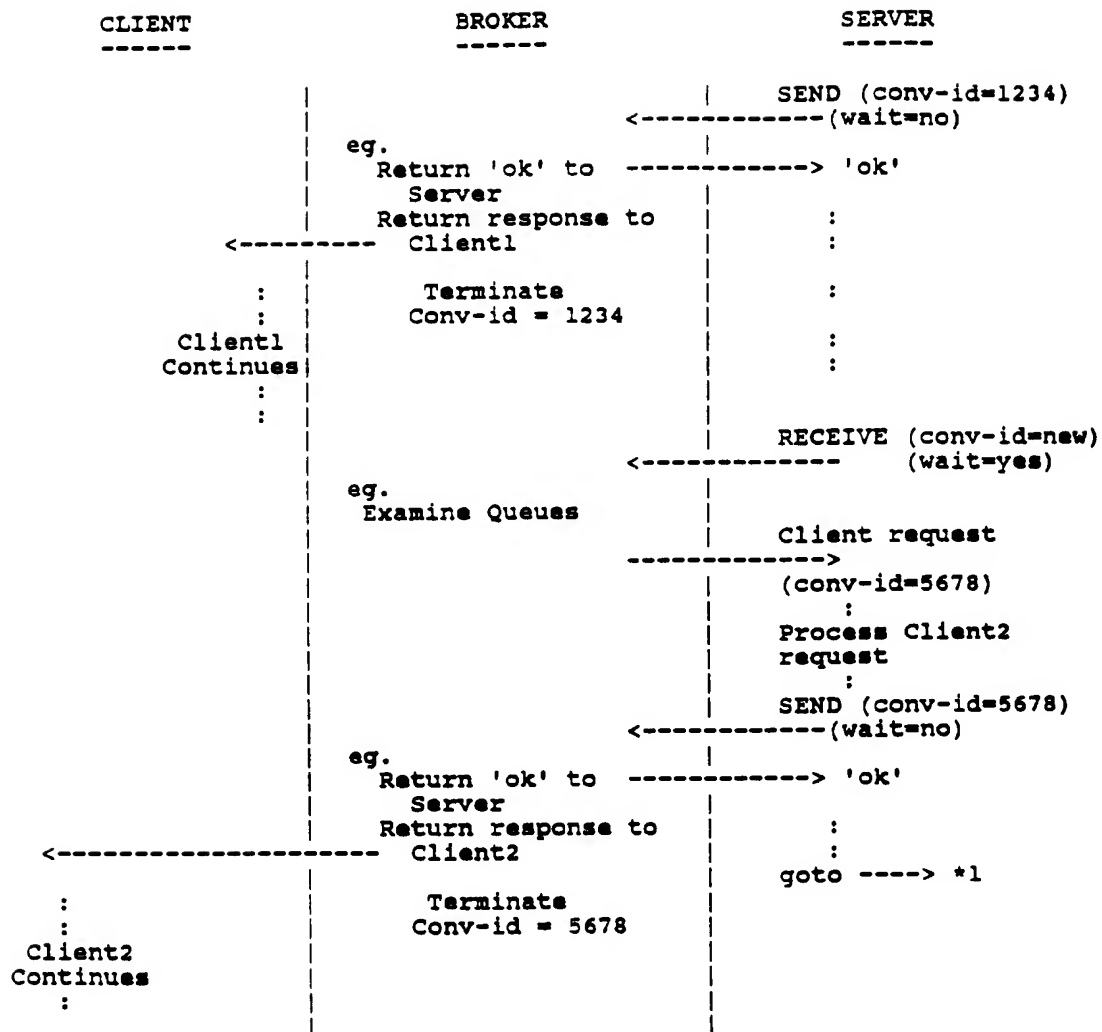 CLIENT BROKER SERVER
------ ------ ------
SEND (conv-id=1234)
<------------(wait=no)
eg.
Return 'ok' to ------------> 'ok'
Server
Return response to :
<--------- Client1 :
: Terminate :
: Conv-id = 1234
Client1 :
Continues :
:
:
RECEIVE (conv-id=new)
<------------ (wait=yes)
eg.
Examine Queues
Client request
------------->
(conv-id=5678)
:
Process Client2
request
:
SEND (conv-id=5678)
<------------(wait=no)
eg.
Return 'ok' to ------------> 'ok'
Server
Return response to :
<-------------------- Client2 :
goto ----> *1
: Terminate
: Conv-id = 5678
Client2
Continues
: